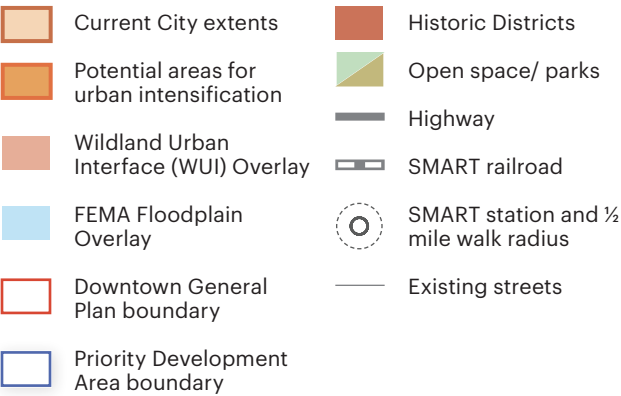 Current City extents
Potential areas for
urban intensification
Wildland Urban
Interface (WUI) Overlay
FEMA Floodplain
Overlay
Downtown General
Plan boundary
Priority Development
Area boundary
Historic Districts
Open space/ parks
Highway
SMART railroad
SMART station and ½
mile walk radius
Existing streets